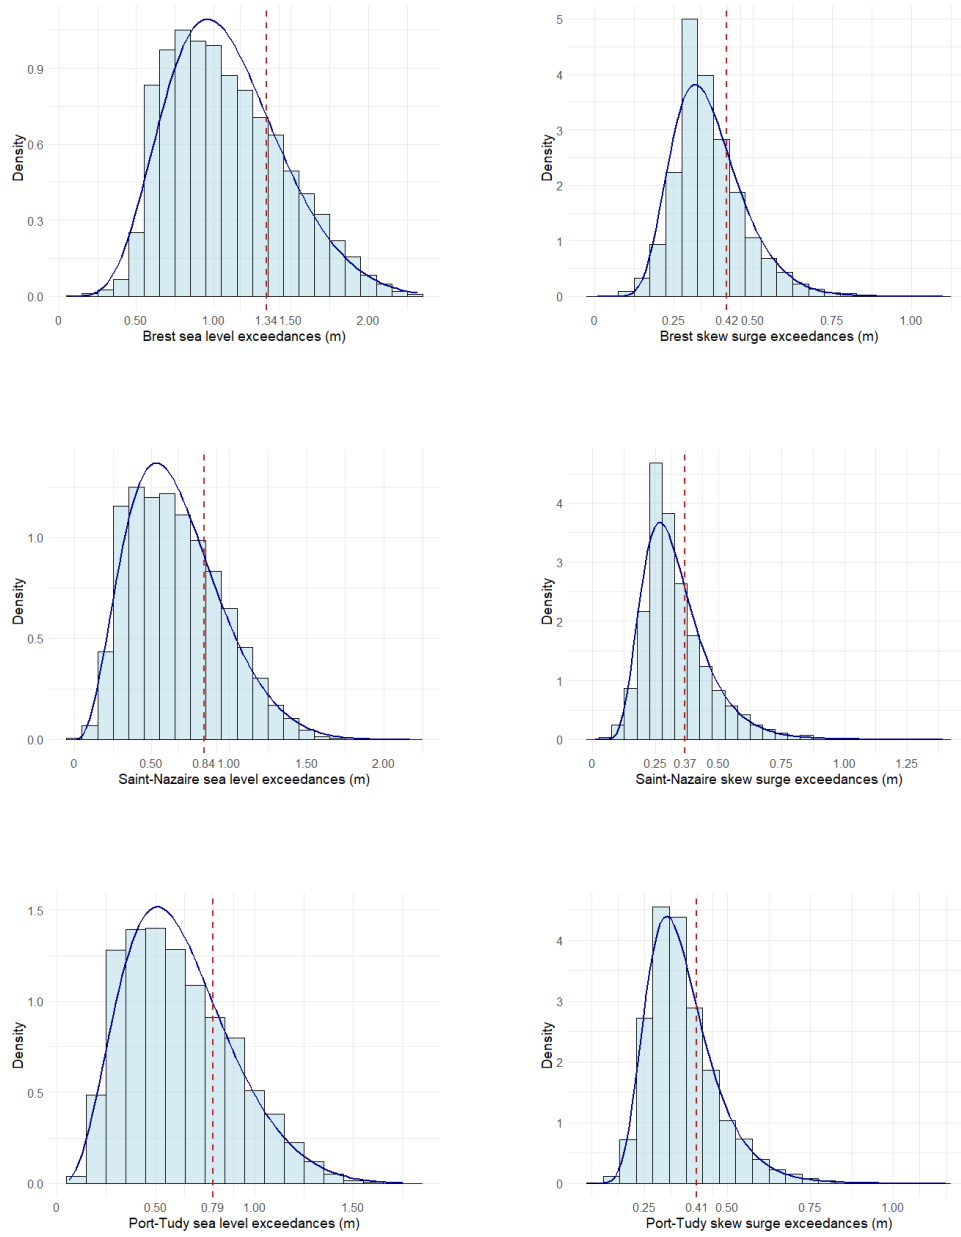 Density
0.9
0.6
0.3
0.0
0 0.50 1.00 1.34 1.50 2.00
Brest sea level exceedances (m)
Density
5
4
3
2
1
0
0 0.25 0.42 0.50 0.75 1.00
Brest skew surge exceedances (m)
Density
1.0
0.5
0.0
0 0.50 0.84 1.00 1.50 2.00
Saint-Nazaire sea level exceedances (m)
Density
4
3
2
1
0
0 0.25 0.37 0.50 0.75 1.00 1.25
Saint-Nazaire skew surge exceedances (m)
Density
1.5
1.0
0.5
0.0
0 0.50 0.79 1.00 1.50
Port-Tudy sea level exceedances (m)
Density
4
3
2
1
0
0.25 0.41 0.50 0.75 1.00
Port-Tudy skew surge exceedances (m)